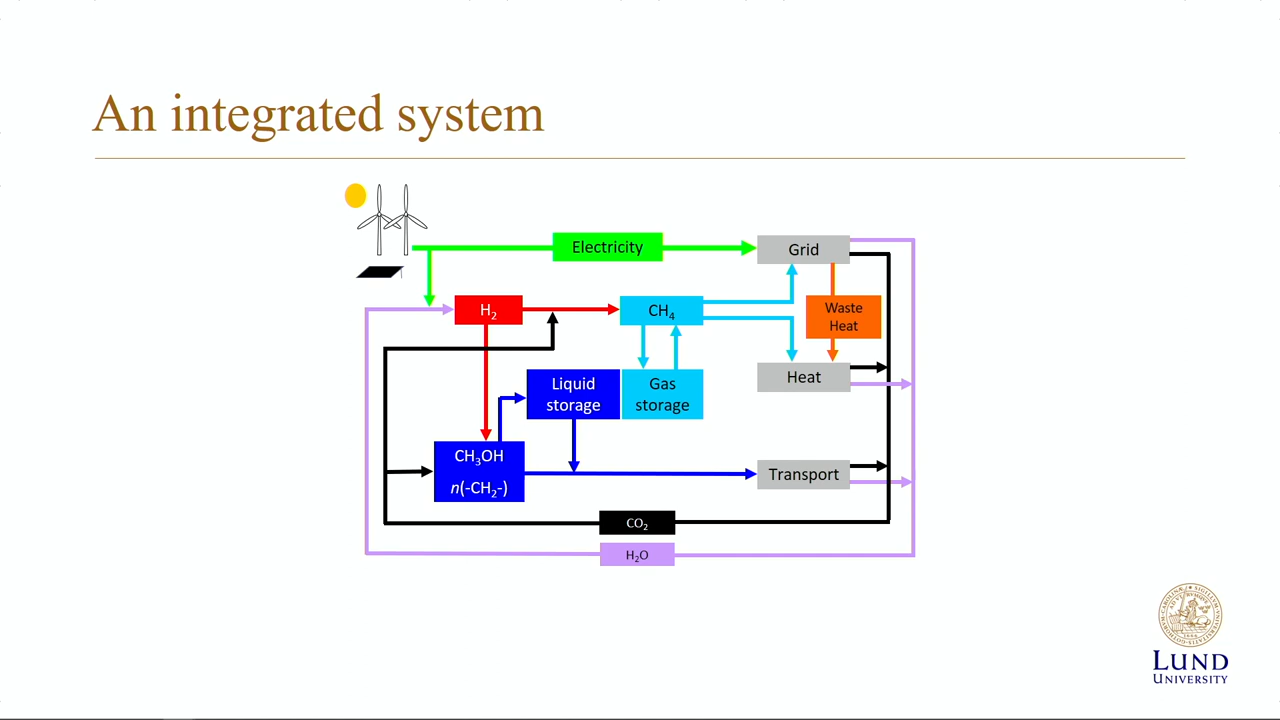 An integrated system
Electricity
Grid
H₂
CH₄
Waste
Heat
Liquid
storage
Gas
storage
Heat
CH₃OH
n(-CH₂-)
Transport
CO₂
H₂O
LUND
UNIVERSITY